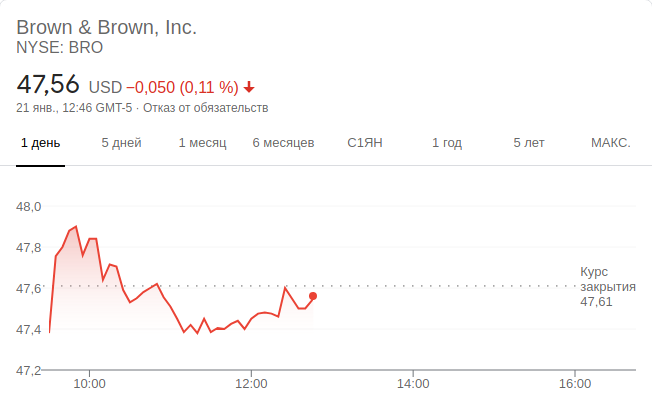 Brown & Brown, Inc.
NYSE: BRO
47,56 USD −0,050 (0,11 %)
21 янв., 12:46 GMT-5 · Отказ от обязательств
1 день 5 дней 1 месяц 6 месяцев С1ЯН 1 год 5 лет МАКС.
48,0
47,8
47,6
47,4
47,2
Курс
закрытия
47,61
10:00 12:00 14:00 16:00